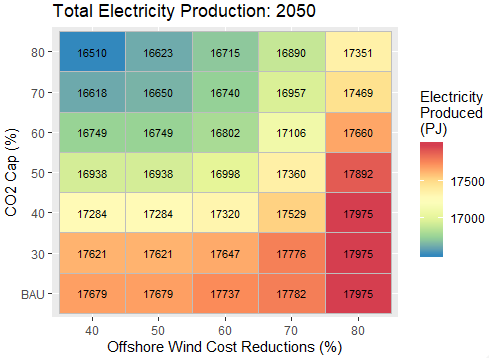 Total Electricity Production: 2050
CO2 Cap (%)
80 16510 16623 16715 16890 17351
70 16618 16650 16740 16957 17469
60 16749 16749 16802 17106 17660
50 16938 16938 16998 17360 17892
40 17284 17284 17320 17529 17975
30 17621 17621 17647 17776 17975
BAU 17679 17679 17737 17782 17975
40 50 60 70 80
Offshore Wind Cost Reductions (%)
Electricity
Produced
(PJ)
17500
17000